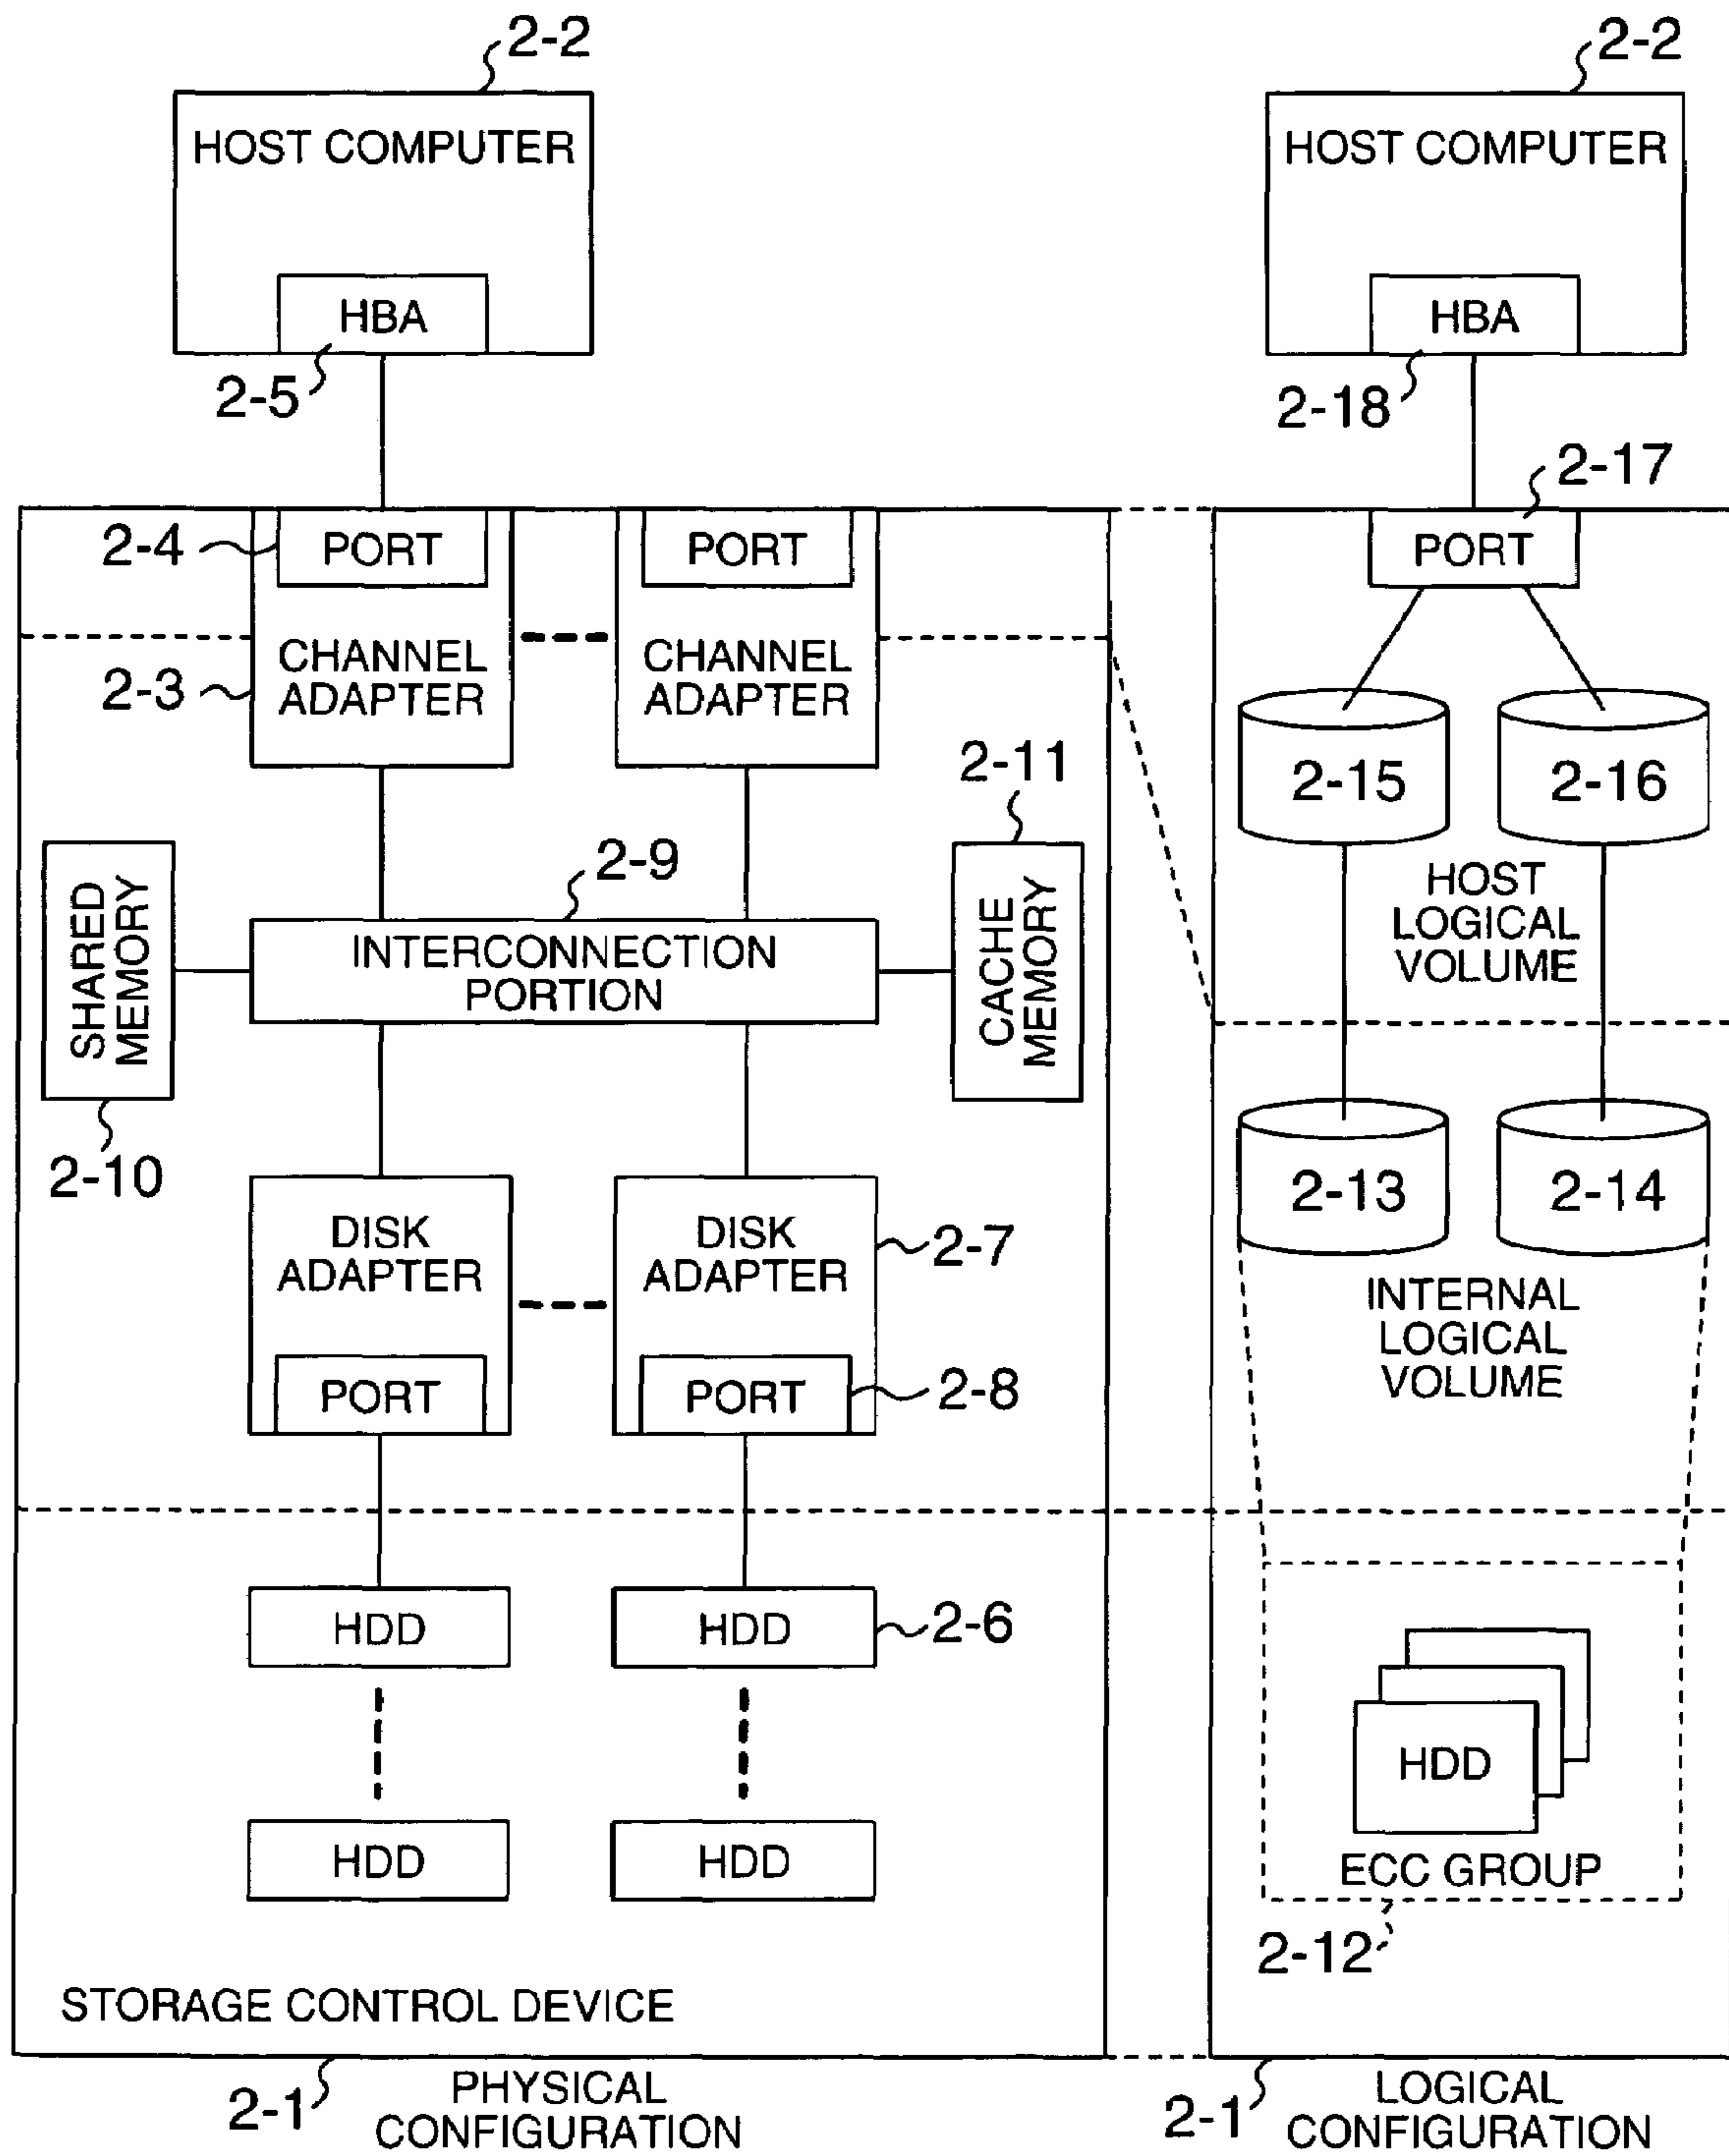 2-2
HOST COMPUTER
HBA
2-5
2-4
PORT
PORT
CHANNEL
ADAPTER
CHANNEL
ADAPTER
2-3
2-11
2-9
SHARED
MEMORY
INTERCONNECTION
PORTION
CACHE
MEMORY
2-10
DISK
ADAPTER
DISK
ADAPTER
2-7
PORT
PORT
2-8
HDD
HDD
2-6
HDD
HDD
STORAGE CONTROL DEVICE
2-1
PHYSICAL
CONFIGURATION
2-2
HOST COMPUTER
HBA
2-18
2-17
PORT
2-15
2-16
HOST
LOGICAL
VOLUME
2-13
2-14
INTERNAL
LOGICAL
VOLUME
HDD
ECC GROUP
2-12
2-1
LOGICAL
CONFIGURATION